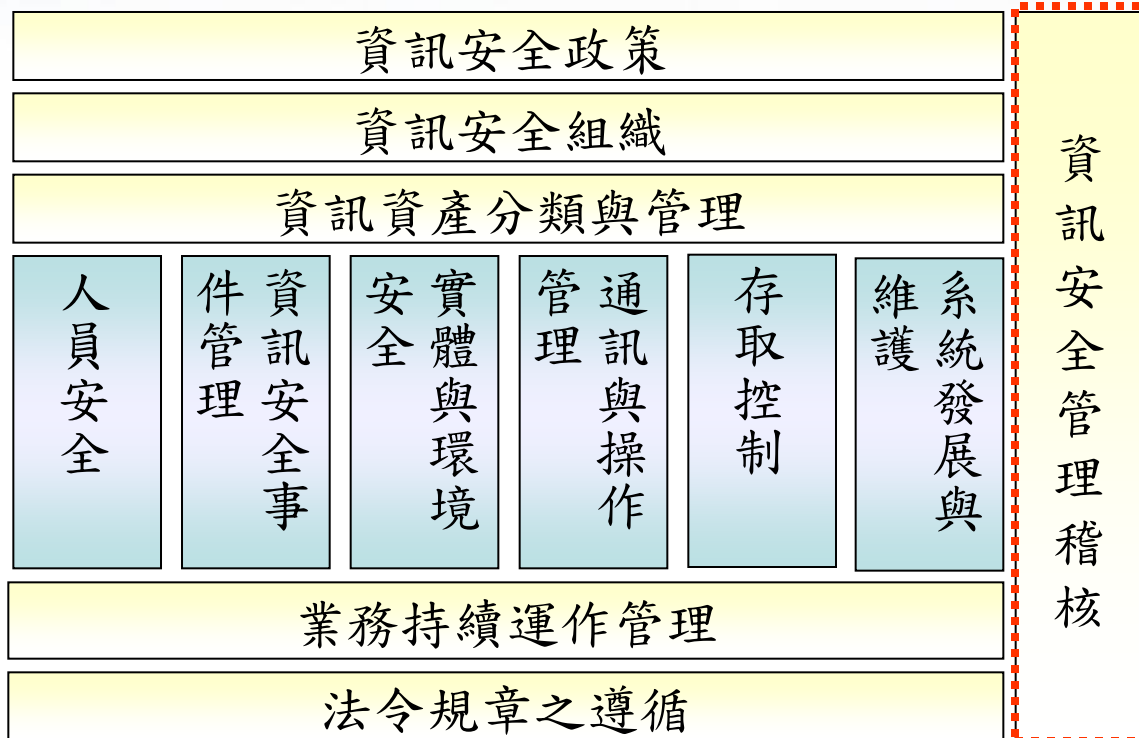 資訊安全政策
資訊安全組織
資訊資產分類與管理
人員安全
資訊安全事
件管理
實體與環境
安全
通訊與操作
管理
存取控制
系統發展與
維護
業務持續運作管理
法令規章之遵循
資訊安全管理稽核